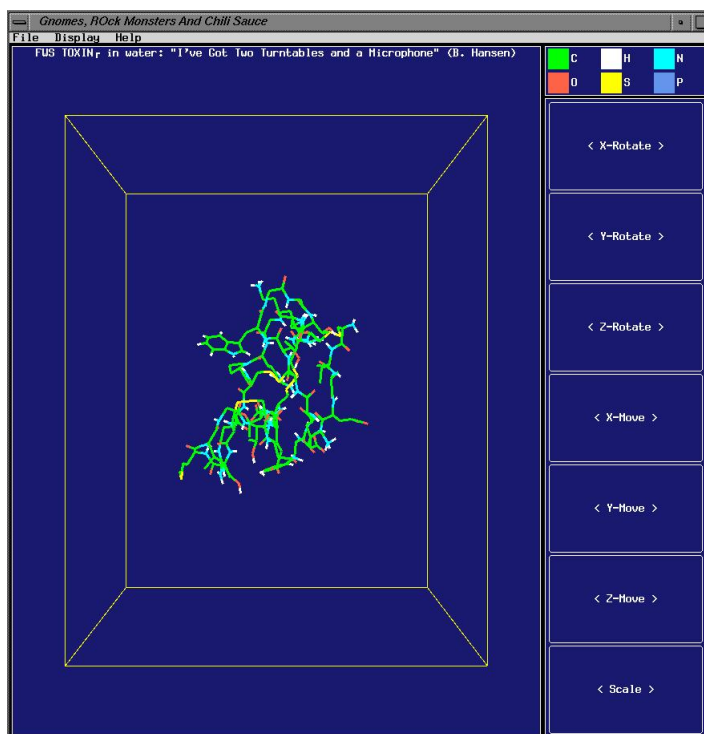 Gnomes, ROck Monsters And Chili Sauce
File Display Help
FWS TOXINr in water: "I've Got Two Turntables and a Microphone" (B. Hansen)
C H N
O S P
< X-Rotate >
< Y-Rotate >
< Z-Rotate >
< X-Move >
< Y-Move >
< Z-Move >
< Scale >